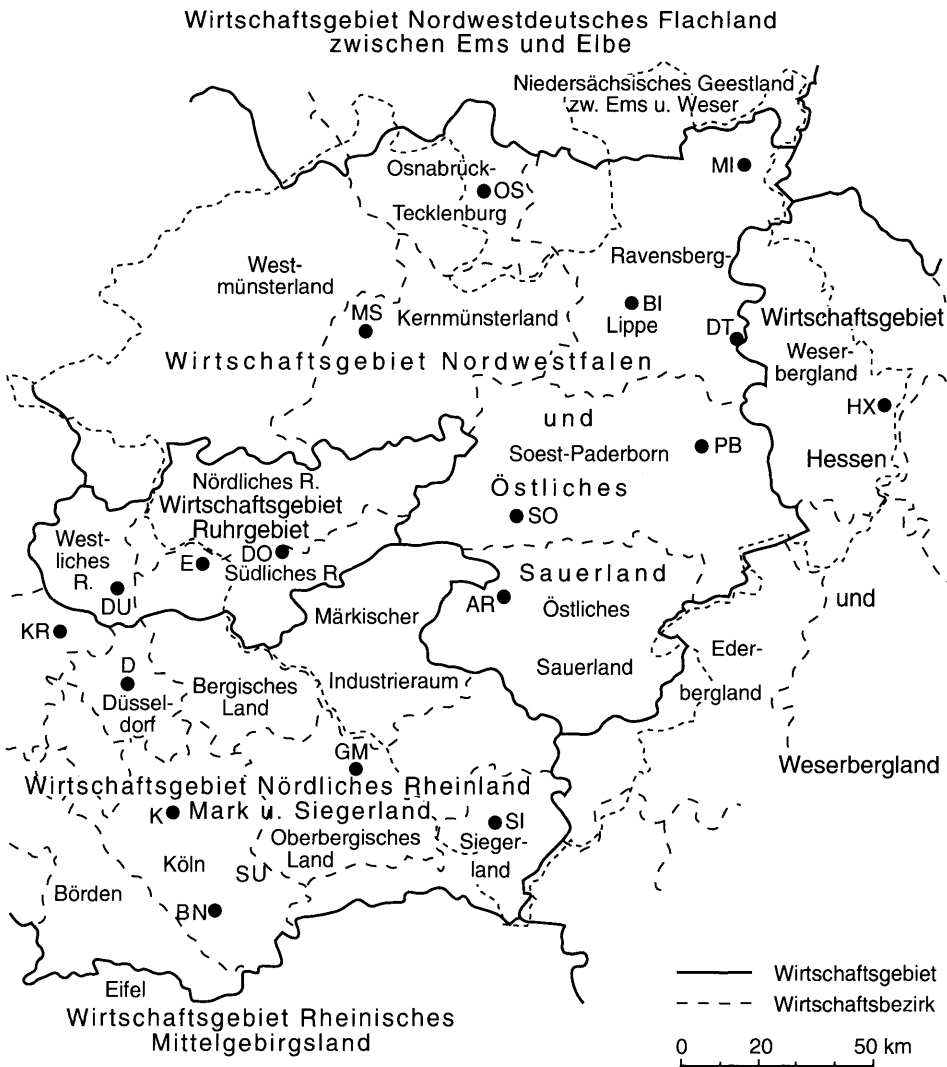 Wirtschaftsgebiet Nordwestdeutsches Flachland
zwischen Ems und Elbe
Niedersächsisches Geestland
zw. Ems u. Weser
MI
Osnabrück-
OS
Tecklenburg
Ravensberg-
West-
münsterland
BI
MS
Kernmünsterland
Lippe
DT
Wirtschaftsgebiet
Wirtschaftsgebiet Nordwestfalen
Weser-
bergland
HX
und
PB
Soest-Paderborn
Hessen
Nördliches R.
Östliches
Wirtschaftsgebiet
Ruhrgebiet
SO
West-
liches
R.
DO
E
Südliches R.
Sauerland
DU
AR
Östliches
und
Märkischer
KR
Eder-
D
Sauerland
Bergisches
Land
Industrieraum
bergland
Düssel-
dorf
GM
Weserbergland
Wirtschaftsgebiet Nördliches Rheinland
K
Mark u. Siegerland
SI
Oberbergisches
Land
Sieger-
land
Köln
SU
Börden
BN
Wirtschaftsgebiet
Eifel
Wirtschaftsbezirk
Wirtschaftsgebiet Rheinisches
Mittelgebirgsland
0 20 50 km